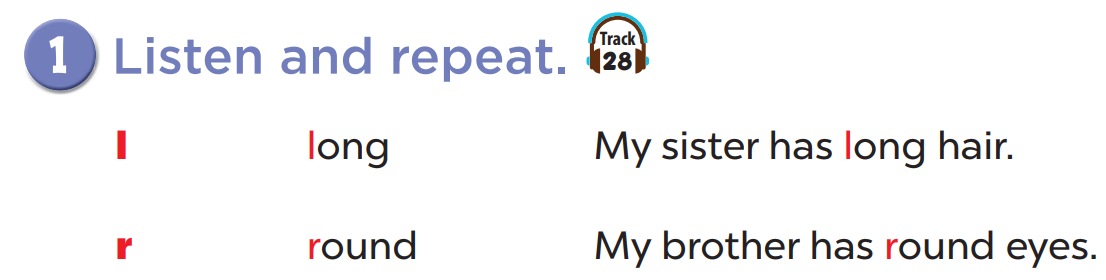 1 Listen and repeat. Track 28
l long My sister has long hair.
r round My brother has round eyes.